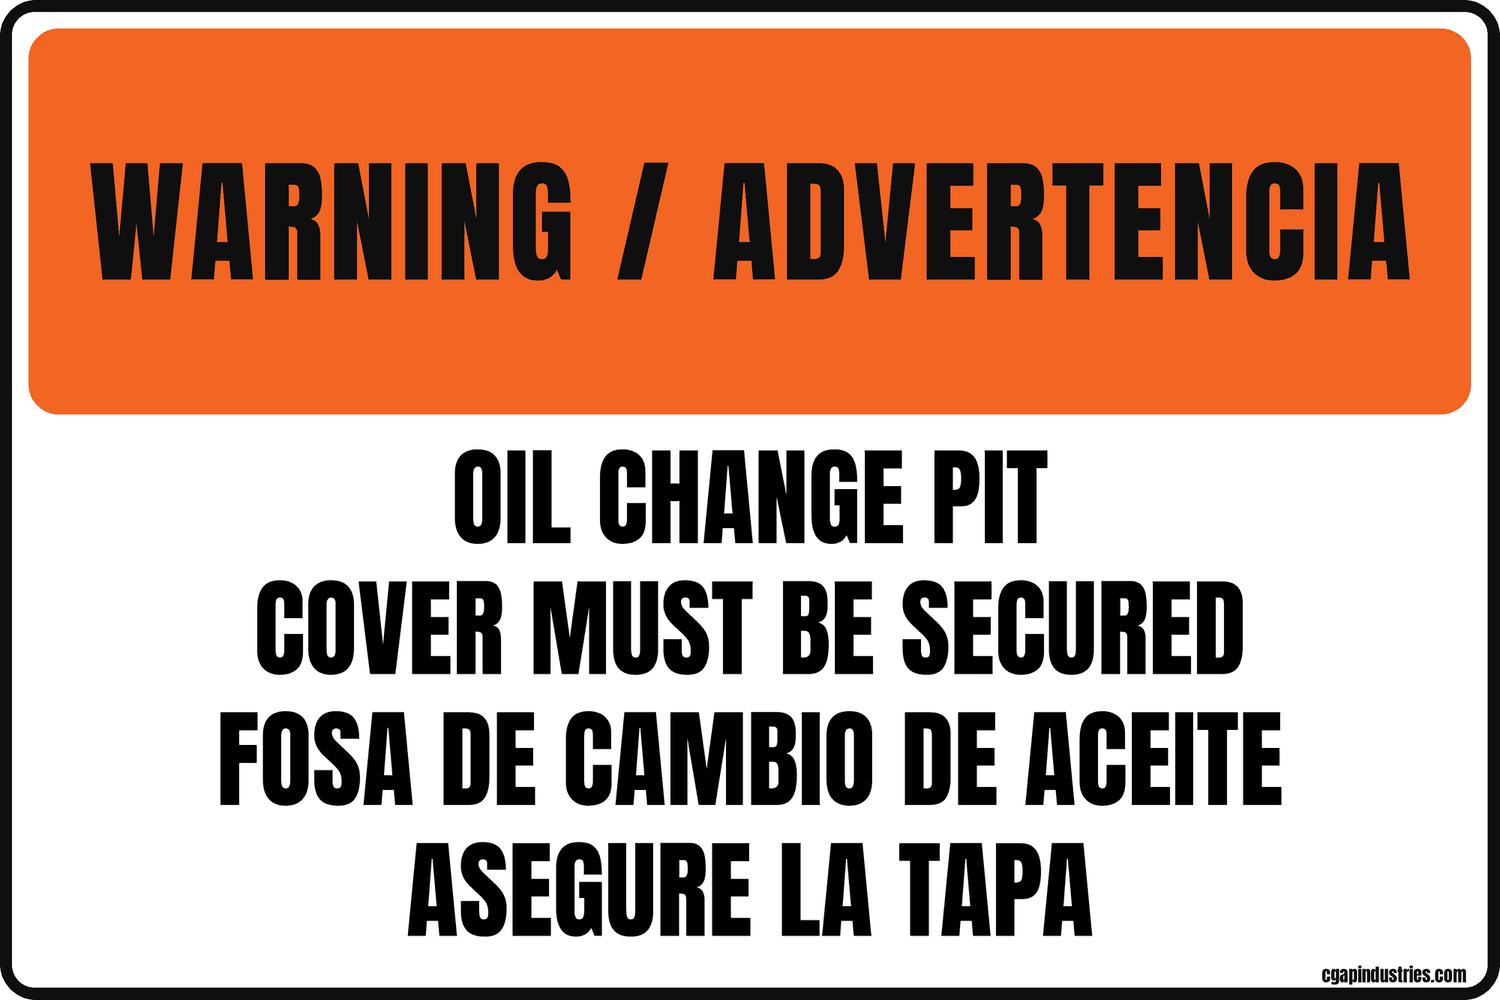 WARNING / ADVERTENCIA
OIL CHANGE PIT
COVER MUST BE SECURED
FOSA DE CAMBIO DE ACEITE
ASEGURE LA TAPA
cgapindustries.com